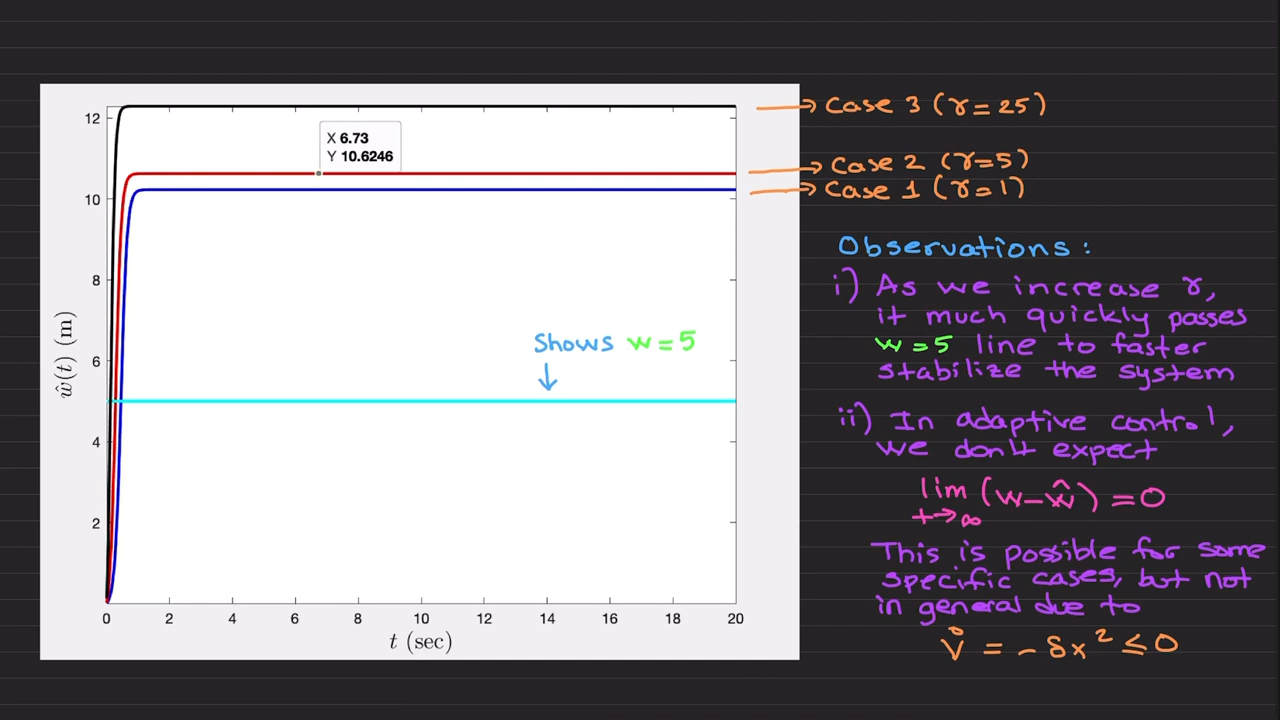 12
10
8
6
4
2
0
2
4
6
8
10
12
14
16
18
20
t (sec)
ŵ(t) (m)
X 6.73
Y 10.6246
Shows w = 5
↓
→ Case 3 (γ = 25)
→ Case 2 (γ=5)
→ Case 1 (γ=1)
Observations:
i) As we increase γ,
it much quickly passes
w = 5 line to faster
stabilize the system
ii) In adaptive control,
we don't expect
lim (w-ŵ) = 0
t→∞
This is possible for some
specific cases, but not
in general due to
V̇ = -δx² ≤ 0